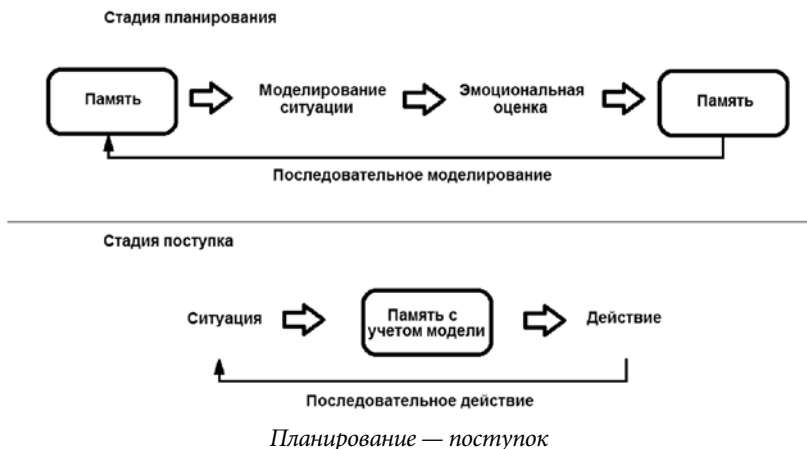 Стадия планирования
Память
Моделирование
ситуации
Эмоциональная
оценка
Память
Последовательное моделирование
Стадия поступка
Ситуация
Память с
учетом модели
Действие
Последовательное действие
Планирование — поступок